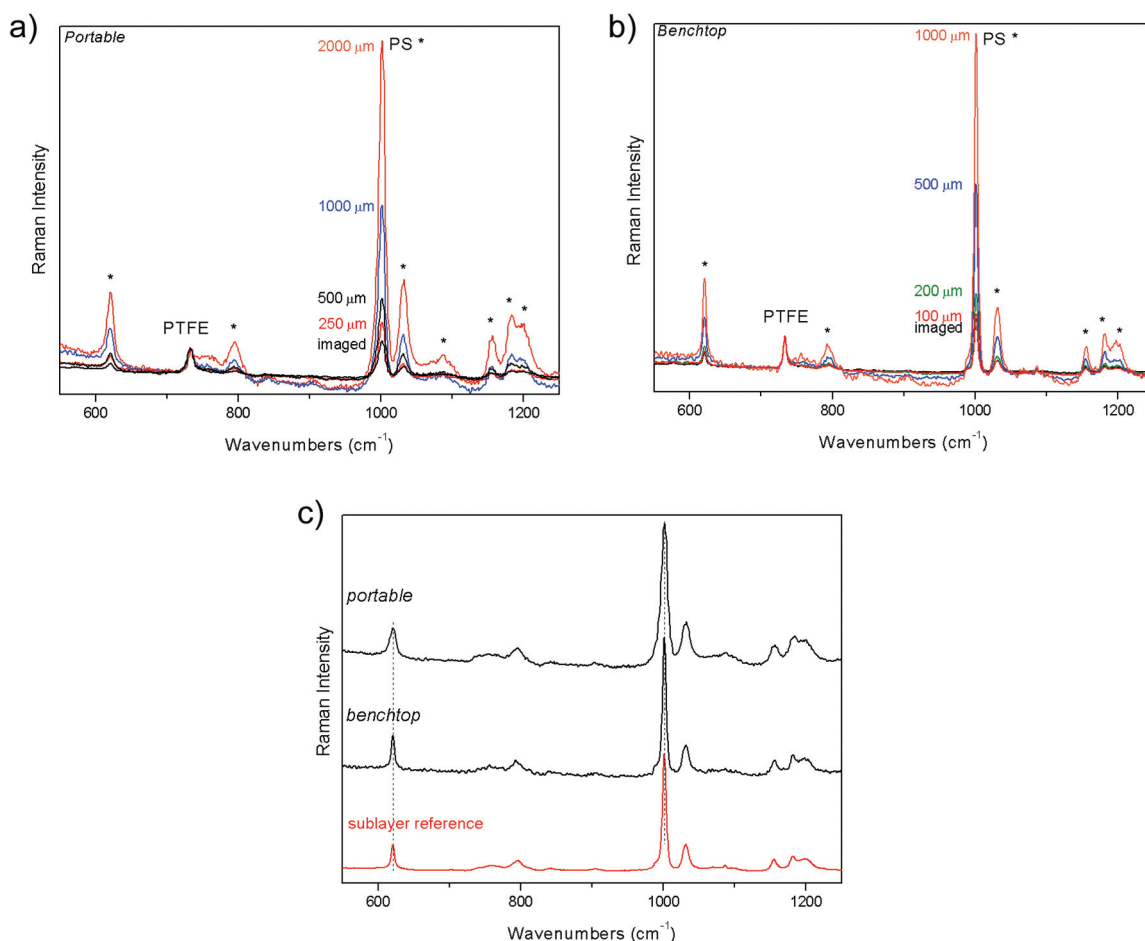 a)
Portable
2000 μm
PS *
1000 μm
*
*
500 μm
*
*
PTFE
*
250 μm
imaged
*
*
Raman Intensity
600
800
1000
1200
Wavenumbers (cm-1)
b)
Benchtop
1000 μm
PS *
500 μm
*
200 μm
*
PTFE
*
100 μm
*
*
imaged
*
Raman Intensity
600
800
1000
1200
Wavenumbers (cm-1)
c)
portable
benchtop
sublayer reference
Raman Intensity
600
800
1000
1200
Wavenumbers (cm-1)